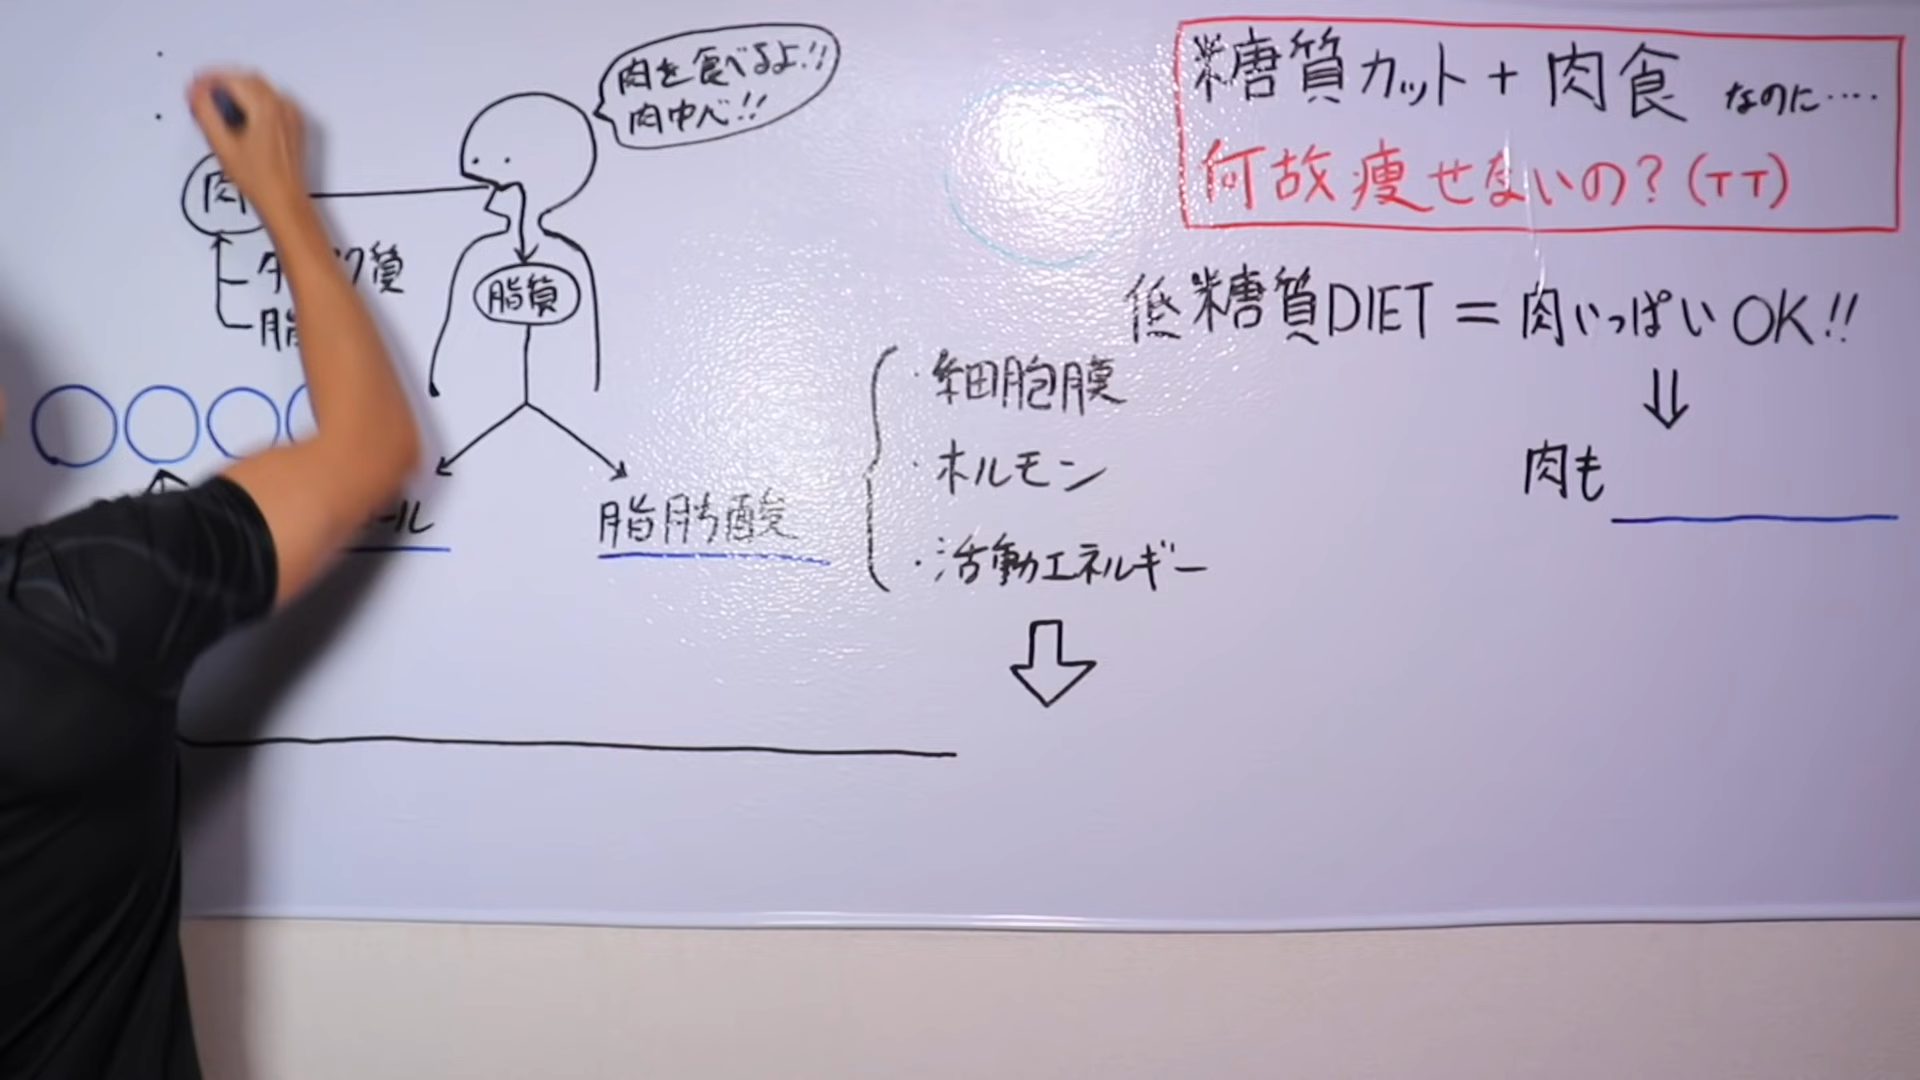 肉を食べるよ!!
肉中心!!
糖質カット+肉食 なのに‥‥
何故痩せないの?(TT)
肉
脂質
低糖質DIET=肉いっぱいOK!!
・細胞膜
・ホルモン
・活動エネルギー
脂肪酸
肉も